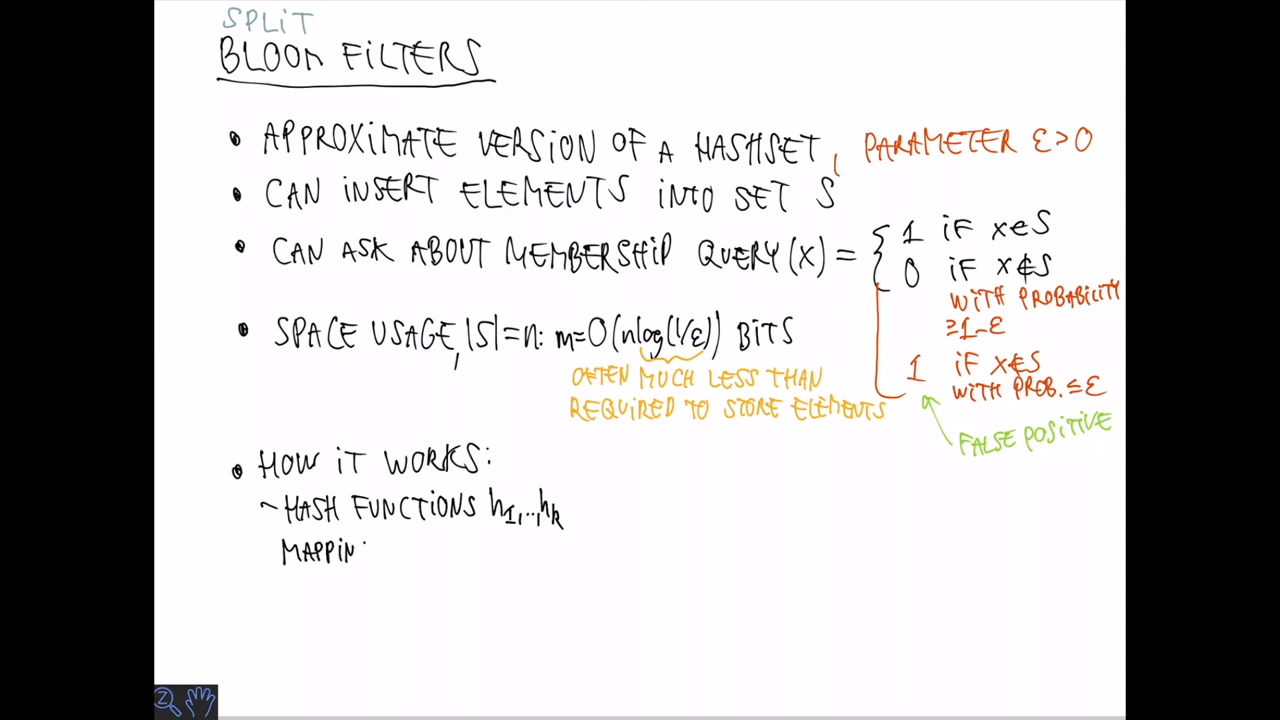 SPLiT
BLOOM FiLTERS
• APPROXiMATE VERSiON OF A HASHSET, PARAMETER ε>0
• CAN iNSERT ELEMENTS iNTO SET S
• CAN ASK ABOUT MEMBERSHiP QUERY(x) = { 1 iF x∈S
0 iF x∉S
WiTH PROBABiLiTY
≥1-ε
• SPACE USAGE, |S|=n: m=O(nlog(1/ε)) BiTS
1 iF x∉S
WiTH PROB. ≤ε
OFTEN MUCH LESS THAN
REQUiRED TO STORE ELEMENTS
FALSE POSiTiVE
• HOW iT WORKS:
~ HASH FUNCTiONS h1,..,hk
MAPPiN
Z